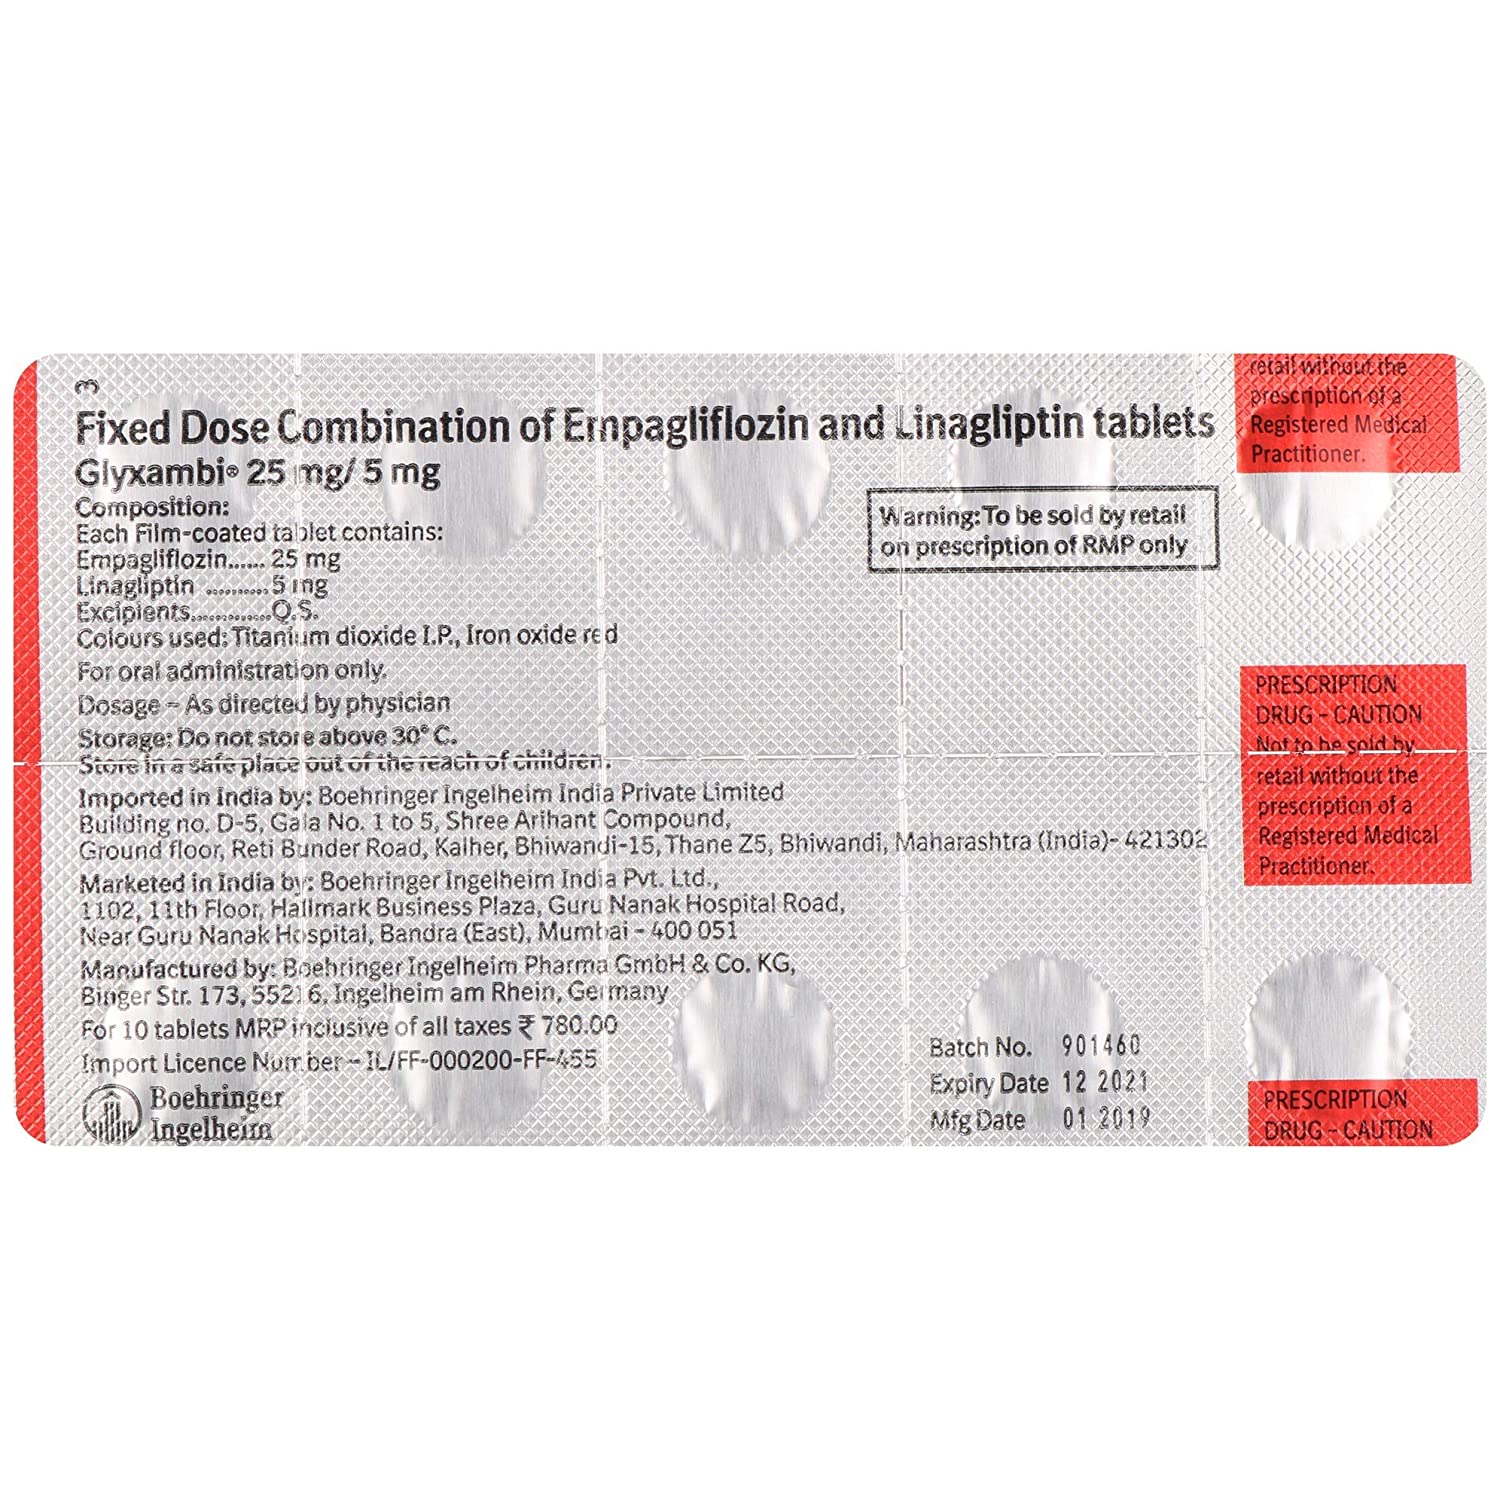 3
Fixed Dose Combination of Empagliflozin and Linagliptin tablets
Glyxambi® 25 mg/ 5 mg
Composition:
Each Film-coated tablet contains:
Empagliflozin...... 25 mg
Linagliptin .......... 5 mg
Excipients.............Q.S.
Colours used: Titanium dioxide I.P., Iron oxide red
For oral administration only.
Dosage – As directed by physician
Storage: Do not store above 30° C.
Store in a safe place out of the reach of children.
Imported in India by: Boehringer Ingelheim India Private Limited
Building no. D-5, Gala No. 1 to 5, Shree Arihant Compound,
Ground floor, Reti Bunder Road, Kalher, Bhiwandi-15, Thane Z5, Bhiwandi, Maharashtra (India)- 421302
Marketed in India by: Boehringer Ingelheim India Pvt. Ltd.,
1102, 11th Floor, Hallmark Business Plaza, Guru Nanak Hospital Road,
Near Guru Nanak Hospital, Bandra (East), Mumbai – 400 051
Manufactured by: Boehringer Ingelheim Pharma GmbH & Co. KG,
Binger Str. 173, 55216, Ingelheim am Rhein, Germany
For 10 tablets MRP inclusive of all taxes ₹ 780.00
Import Licence Number – IL/FF-000200-FF-455
Boehringer
Ingelheim
Warning: To be sold by retail
on prescription of RMP only
Batch No. 901460
Expiry Date 12 2021
Mfg Date 01 2019
retail without the
prescription of a
Registered Medical
Practitioner.
PRESCRIPTION
DRUG – CAUTION
Not to be sold by
retail without the
prescription of a
Registered Medical
Practitioner.
PRESCRIPTION
DRUG – CAUTION